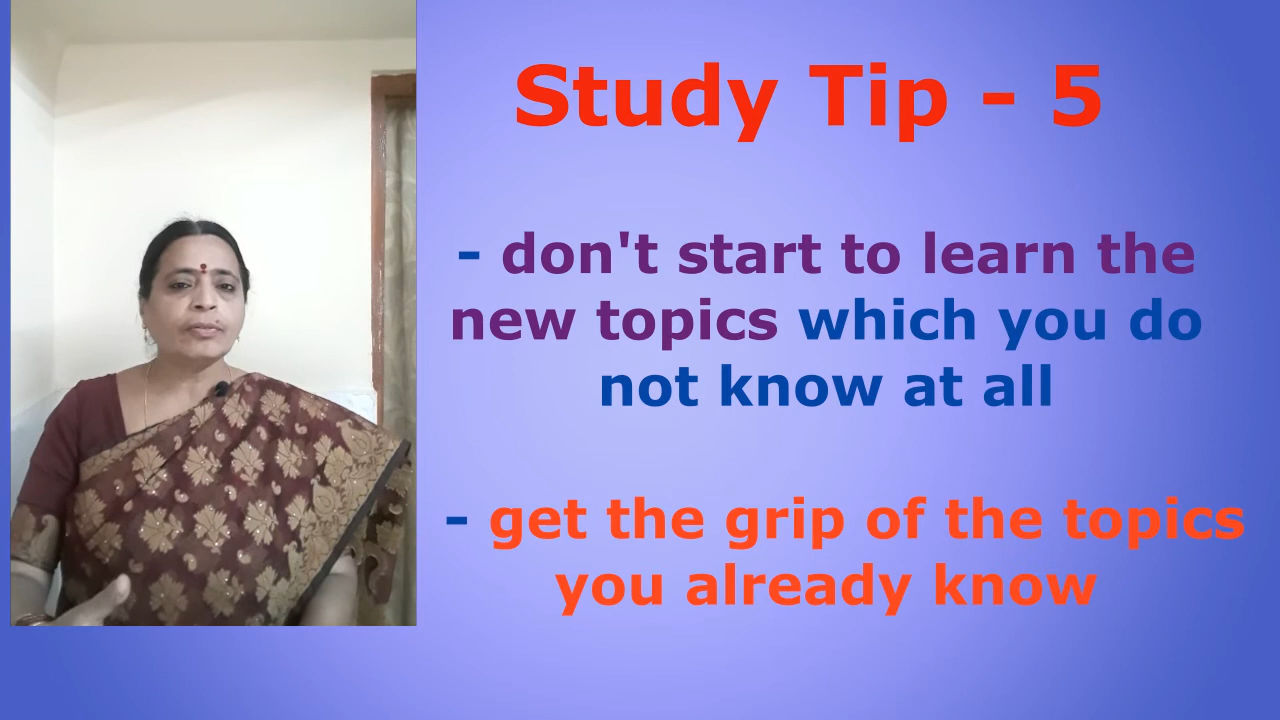 Study Tip - 5
- don't start to learn the
new topics which you do
not know at all
- get the grip of the topics
you already know